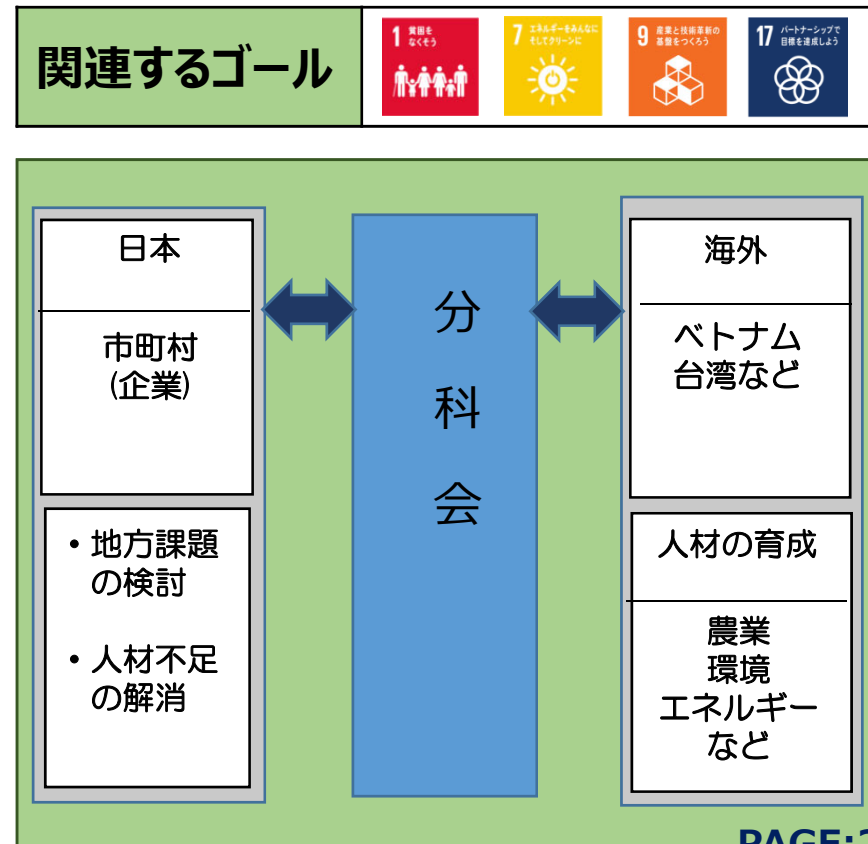 関連するゴール
1 貧困を
なくそう
7 エネルギーをみんなに
そしてクリーンに
9 産業と技術革新の
基盤をつくろう
17 パートナーシップで
目標を達成しよう
日本
市町村
(企業)
・地方課題
の検討
・人材不足
の解消
分
科
会
海外
ベトナム
台湾など
人材の育成
農業
環境
エネルギー
など
PAGE: